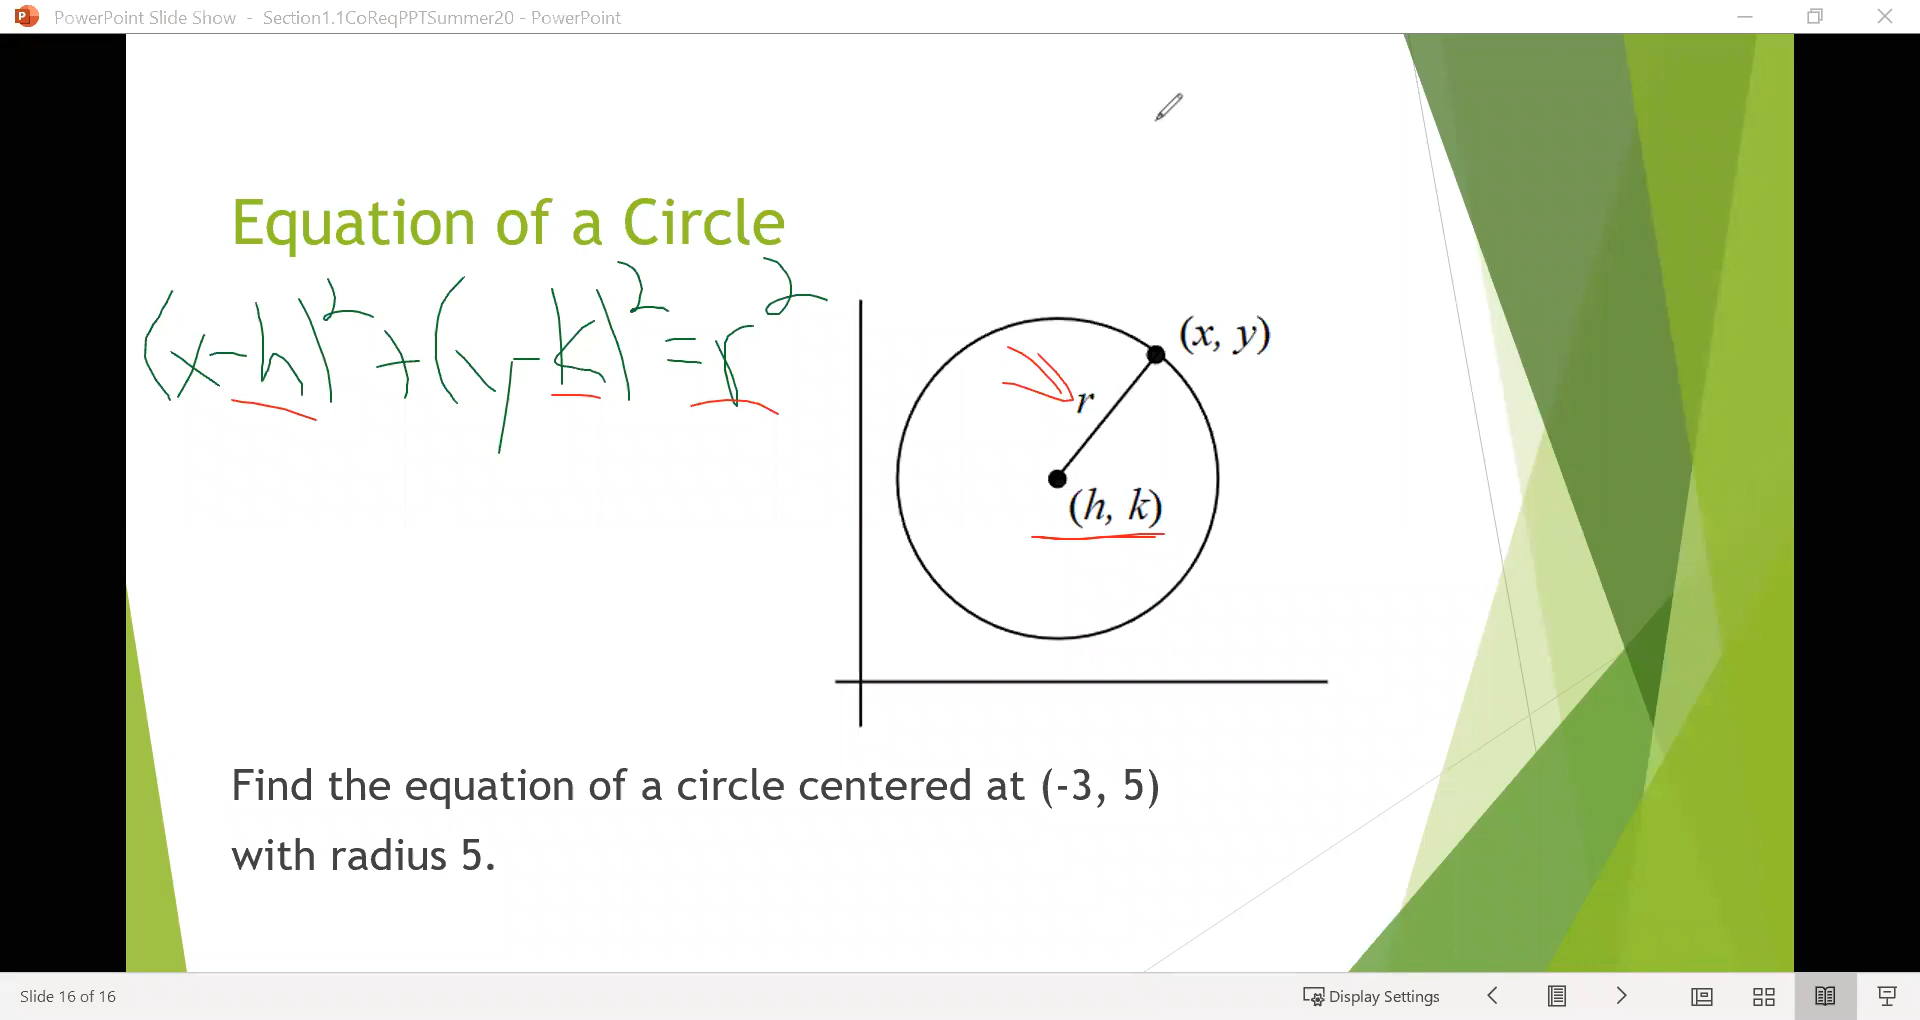 PowerPoint Slide Show - Section1.1CoReqPPTSummer20 - PowerPoint
Equation of a Circle
(x-h)²+(y-k)²=r²
(x, y)
r
(h, k)
Find the equation of a circle centered at (-3, 5)
with radius 5.
Slide 16 of 16
Display Settings